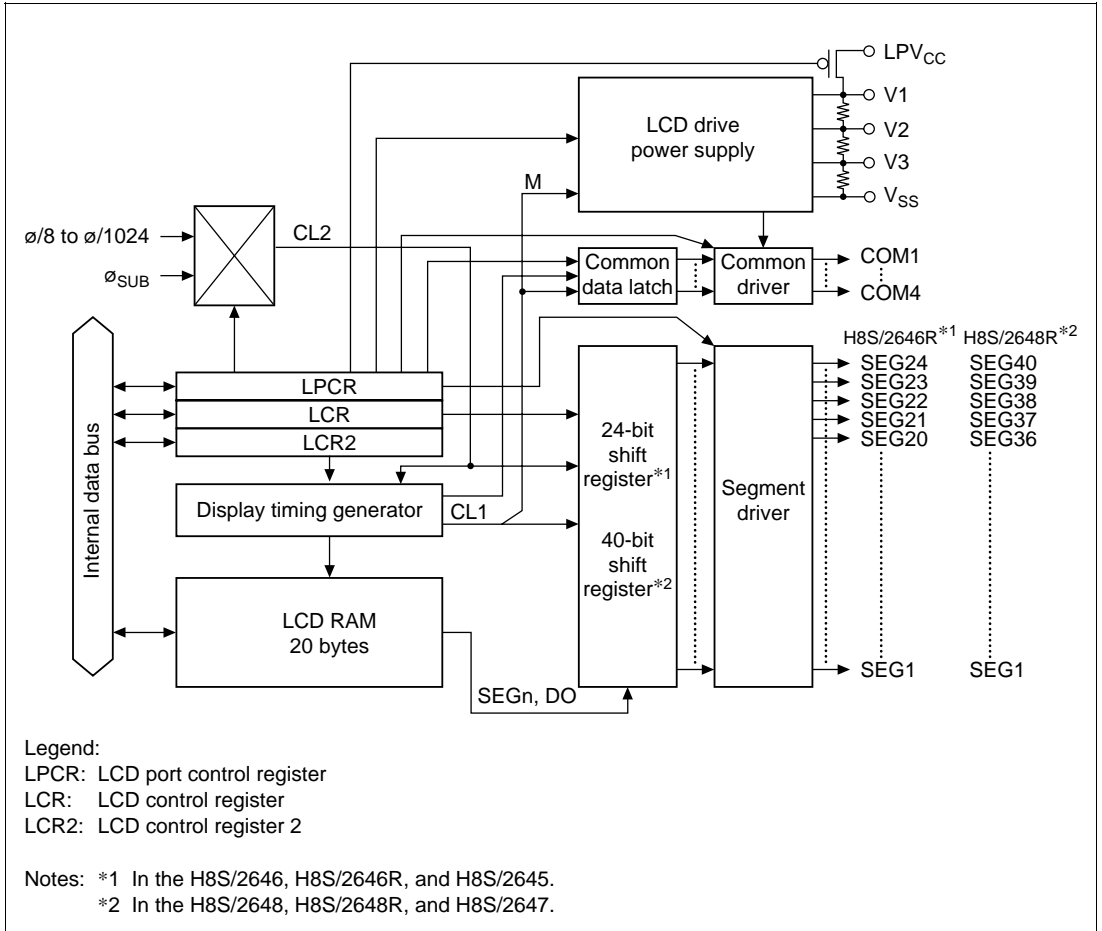 LPVCC
V1
LCD drive
power supply
V2
V3
M
VSS
ø/8 to ø/1024
CL2
øSUB
Common
data latch
Common
driver
COM1
COM4
H8S/2646R*1 H8S/2648R*2
LPCR
SEG24 SEG40
SEG23 SEG39
LCR
SEG22 SEG38
SEG21 SEG37
LCR2
SEG20 SEG36
24-bit
shift
register*1
Internal data bus
Display timing generator
CL1
Segment
driver
40-bit
shift
register*2
LCD RAM
20 bytes
SEG1 SEG1
SEGn, DO
Legend:
LPCR: LCD port control register
LCR: LCD control register
LCR2: LCD control register 2
Notes: *1 In the H8S/2646, H8S/2646R, and H8S/2645.
*2 In the H8S/2648, H8S/2648R, and H8S/2647.